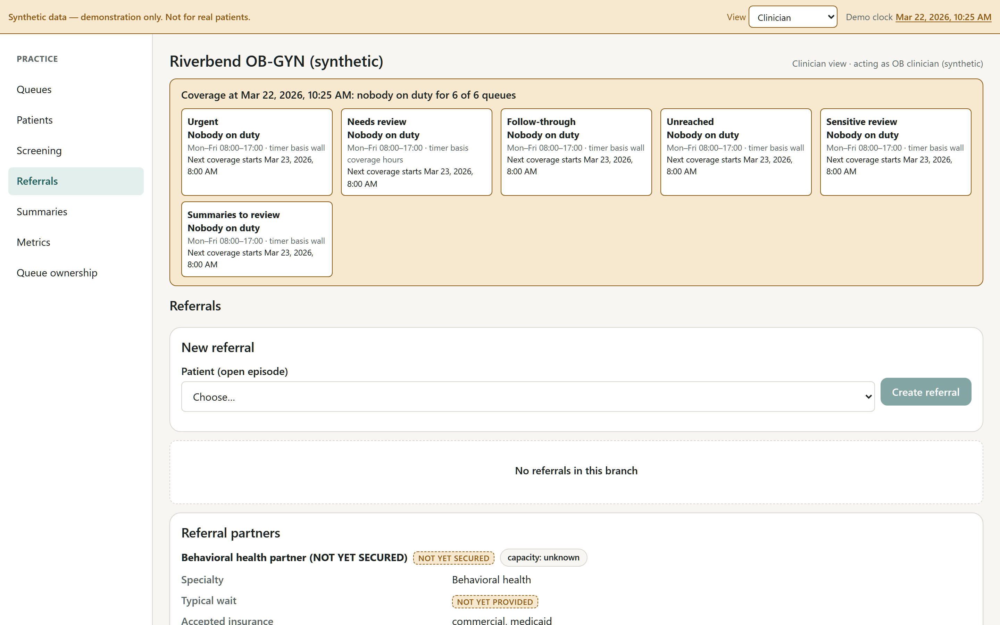 Synthetic data — demonstration only. Not for real patients.
View
Clinician
Demo clock Mar 22, 2026, 10:25 AM
PRACTICE
Queues
Patients
Screening
Referrals
Summaries
Metrics
Queue ownership
Riverbend OB-GYN (synthetic)
Clinician view · acting as OB clinician (synthetic)
Coverage at Mar 22, 2026, 10:25 AM: nobody on duty for 6 of 6 queues
Urgent
Nobody on duty
Mon–Fri 08:00–17:00 · timer basis wall
Next coverage starts Mar 23, 2026,
8:00 AM
Needs review
Nobody on duty
Mon–Fri 08:00–17:00 · timer basis
coverage hours
Next coverage starts Mar 23, 2026,
8:00 AM
Follow-through
Nobody on duty
Mon–Fri 08:00–17:00 · timer basis wall
Next coverage starts Mar 23, 2026,
8:00 AM
Unreached
Nobody on duty
Mon–Fri 08:00–17:00 · timer basis wall
Next coverage starts Mar 23, 2026,
8:00 AM
Sensitive review
Nobody on duty
Mon–Fri 08:00–17:00 · timer basis wall
Next coverage starts Mar 23, 2026,
8:00 AM
Summaries to review
Nobody on duty
Mon–Fri 08:00–17:00 · timer basis wall
Next coverage starts Mar 23, 2026,
8:00 AM
Referrals
New referral
Patient (open episode)
Choose...
Create referral
No referrals in this branch
Referral partners
Behavioral health partner (NOT YET SECURED) NOT YET SECURED capacity: unknown
Specialty Behavioral health
Typical wait NOT YET PROVIDED
Accepted insurance commercial, medicaid